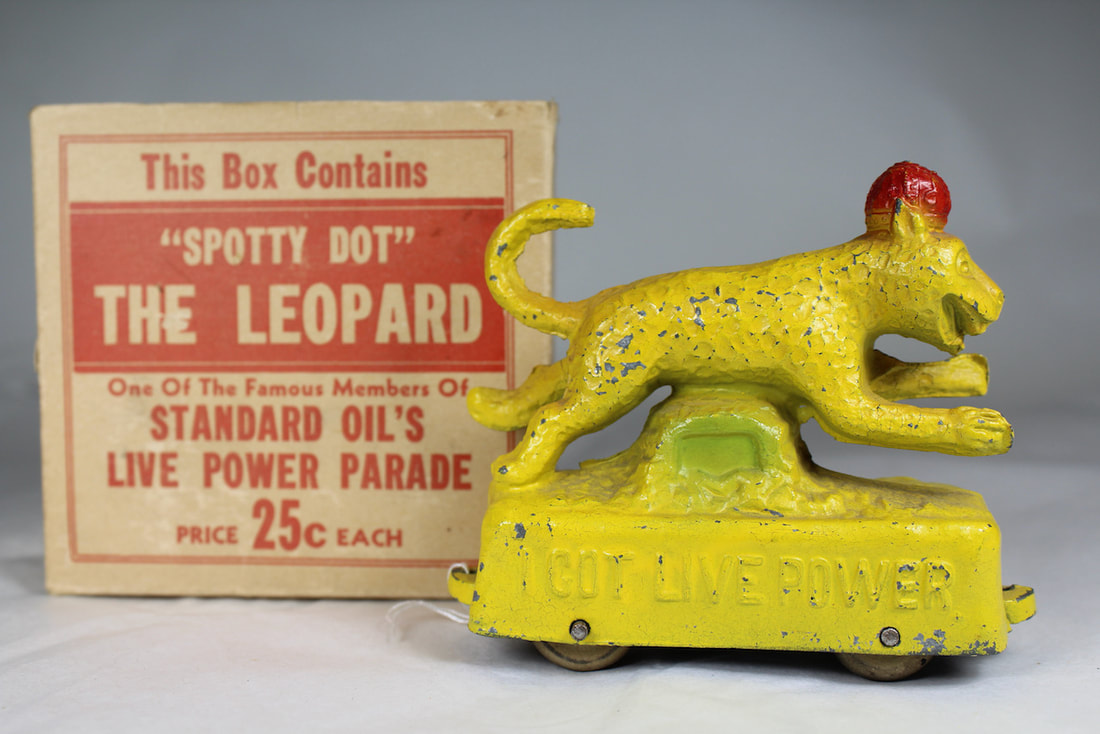 This Box Contains
"SPOTTY DOT"
THE LEOPARD
One Of The Famous Members Of
STANDARD OIL'S
LIVE POWER PARADE
PRICE 25c EACH
I GOT LIVE POWER